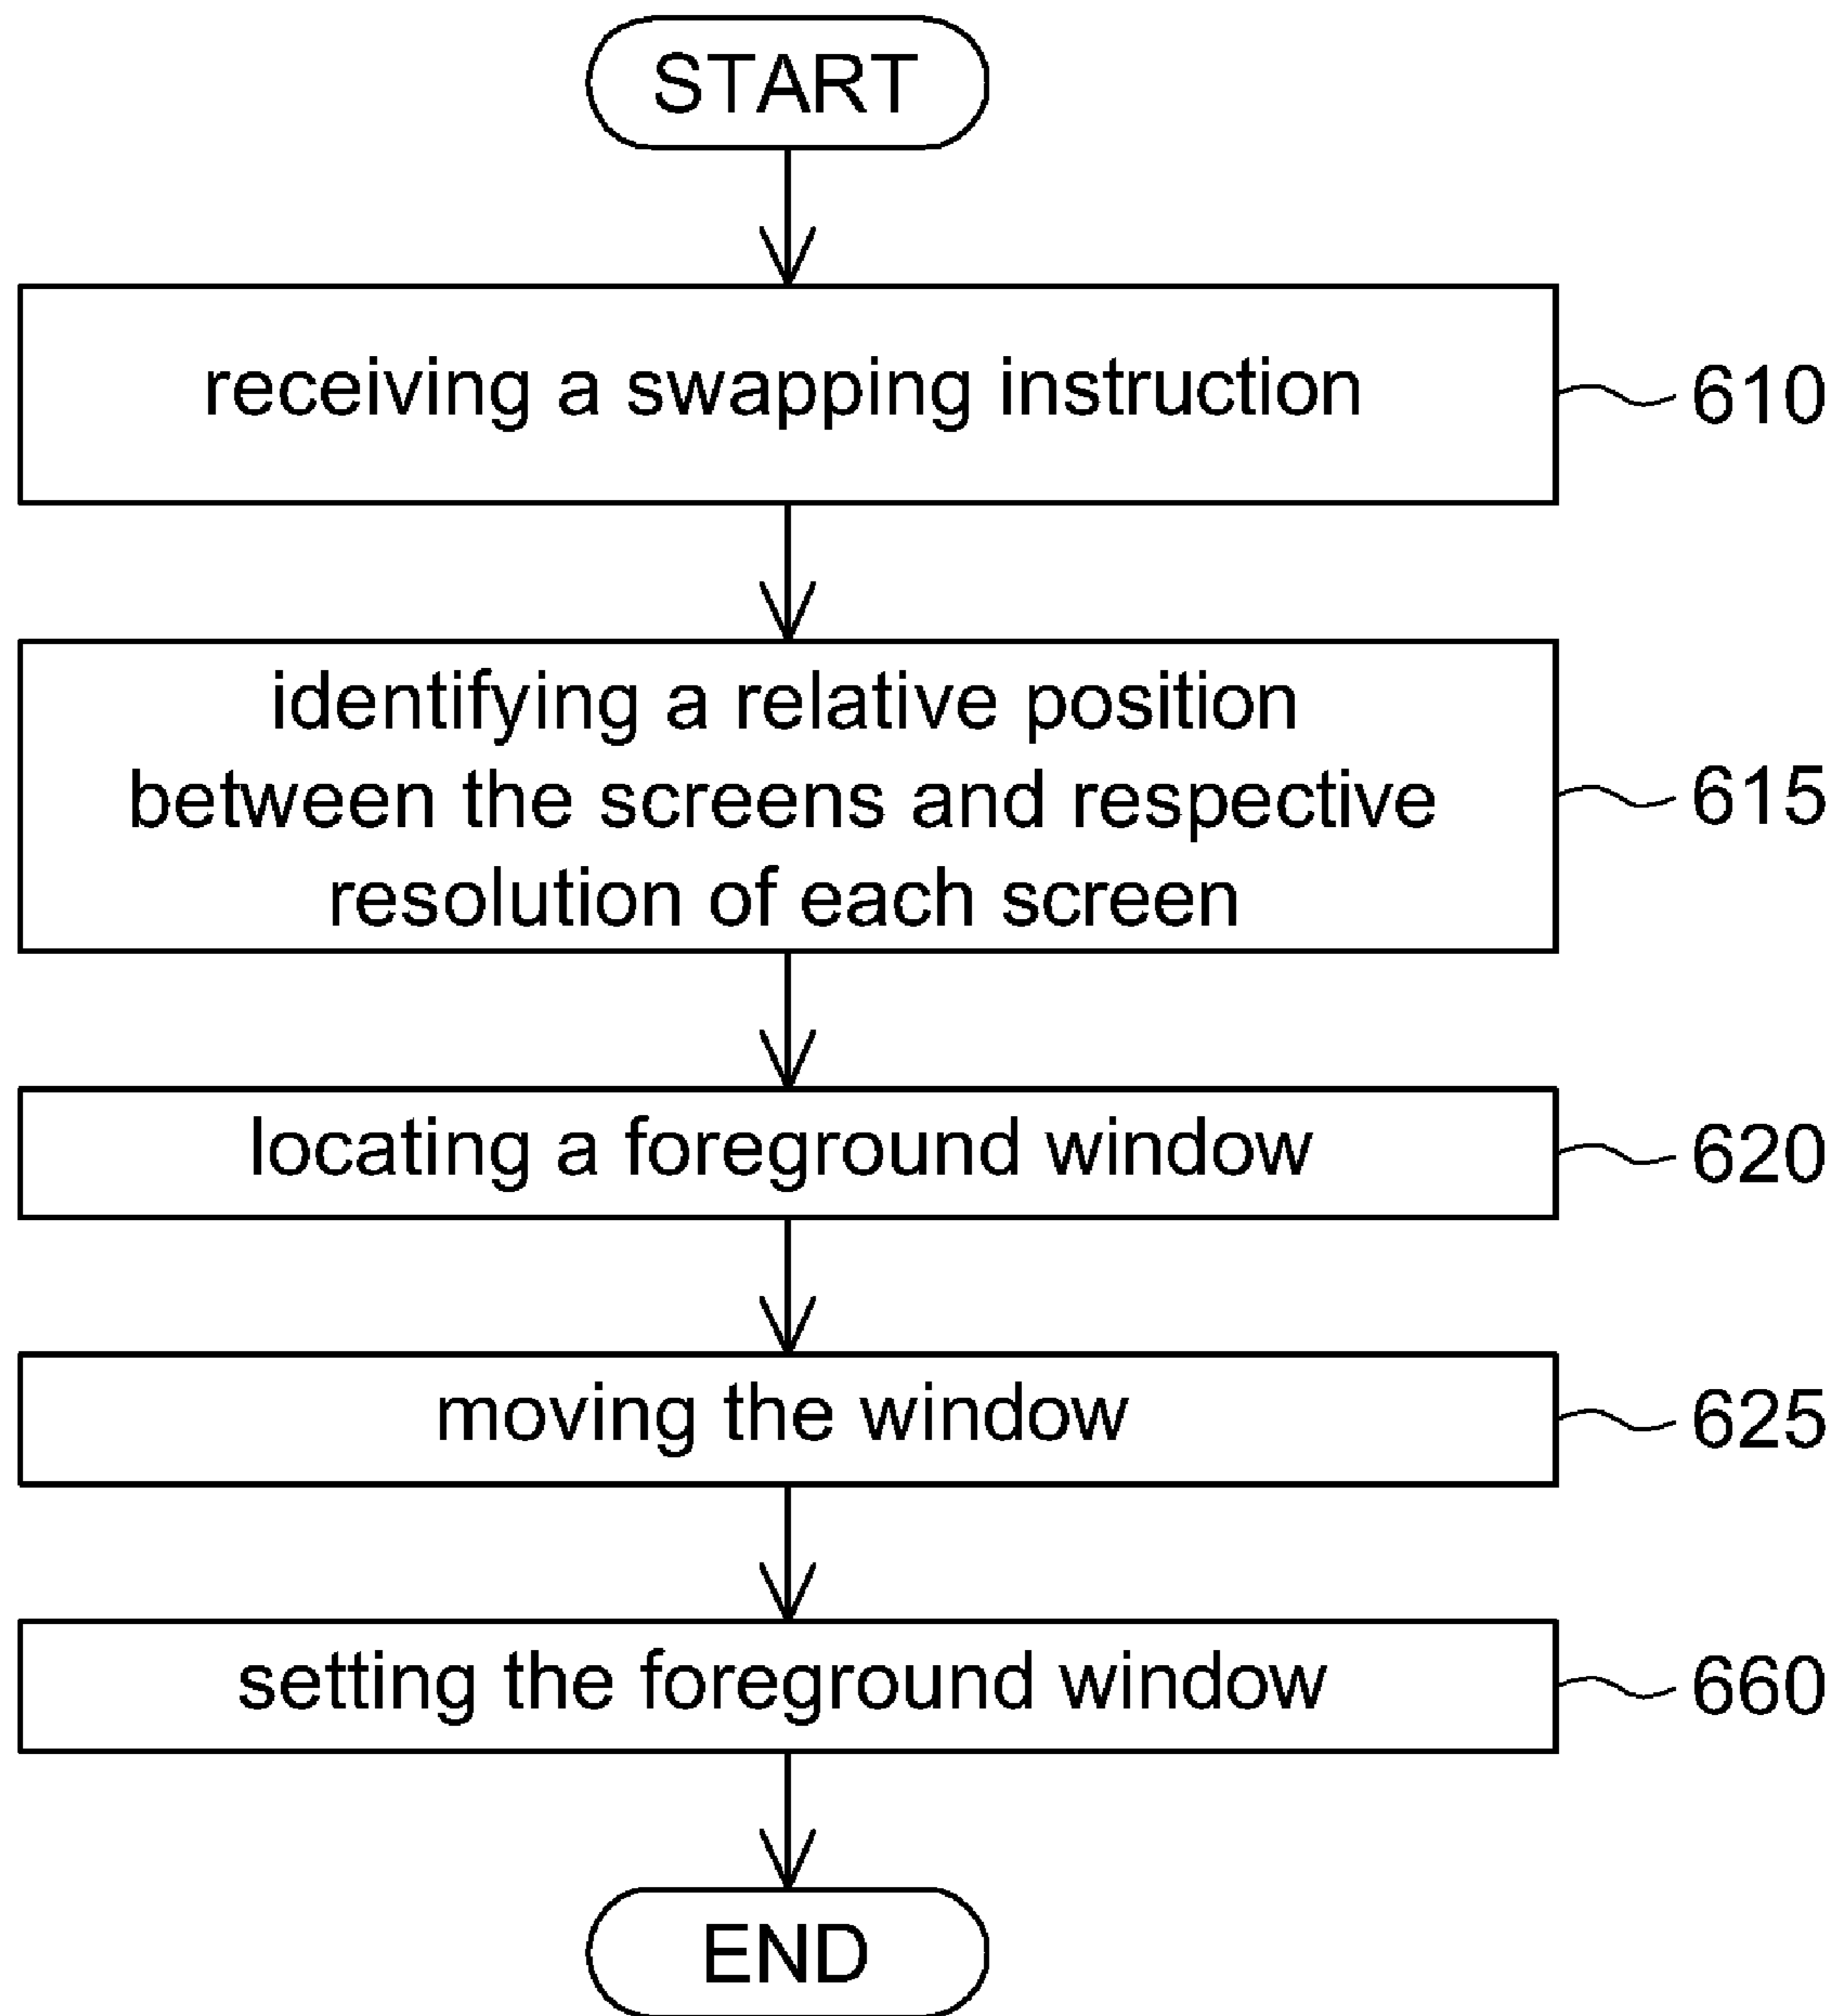 START
receiving a swapping instruction
610
identifying a relative position
between the screens and respective
resolution of each screen
615
locating a foreground window
620
moving the window
625
setting the foreground window
660
END